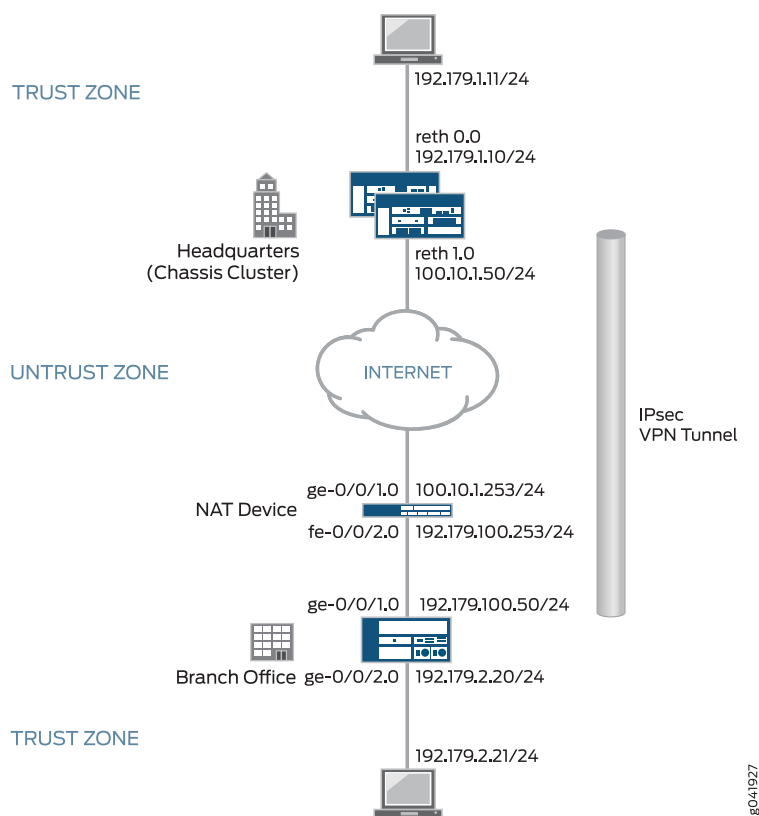 192.179.1.11/24
TRUST ZONE
reth 0.0
192.179.1.10/24
Headquarters
(Chassis Cluster)
reth 1.0
100.10.1.50/24
UNTRUST ZONE
INTERNET
IPsec
VPN Tunnel
ge-0/0/1.0 100.10.1.253/24
NAT Device
fe-0/0/2.0 192.179.100.253/24
ge-0/0/1.0 192.179.100.50/24
Branch Office ge-0/0/2.0 192.179.2.20/24
TRUST ZONE
192.179.2.21/24
g041927